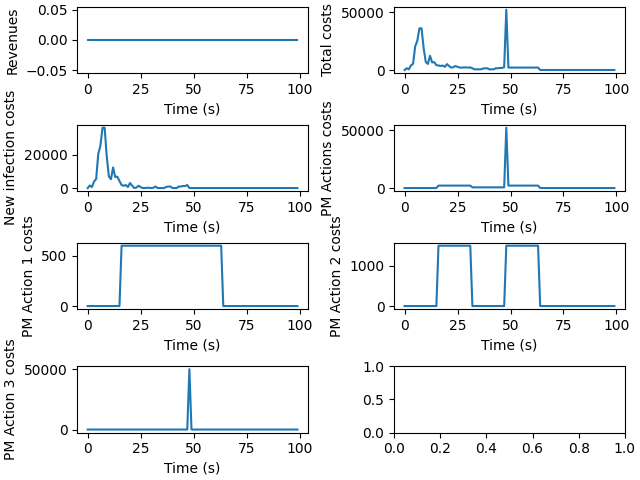 Revenues
0.05
0.00
−0.05
0 25 50 75 100
Time (s)
Total costs
50000
0
0 25 50 75 100
Time (s)
New infection costs
20000
0
0 25 50 75 100
Time (s)
PM Actions costs
50000
0
0 25 50 75 100
Time (s)
PM Action 1 costs
500
0
0 25 50 75 100
Time (s)
PM Action 2 costs
1000
0
0 25 50 75 100
Time (s)
PM Action 3 costs
50000
0
0 25 50 75 100
Time (s)
1.0
0.5
0.0
0.0 0.2 0.4 0.6 0.8 1.0